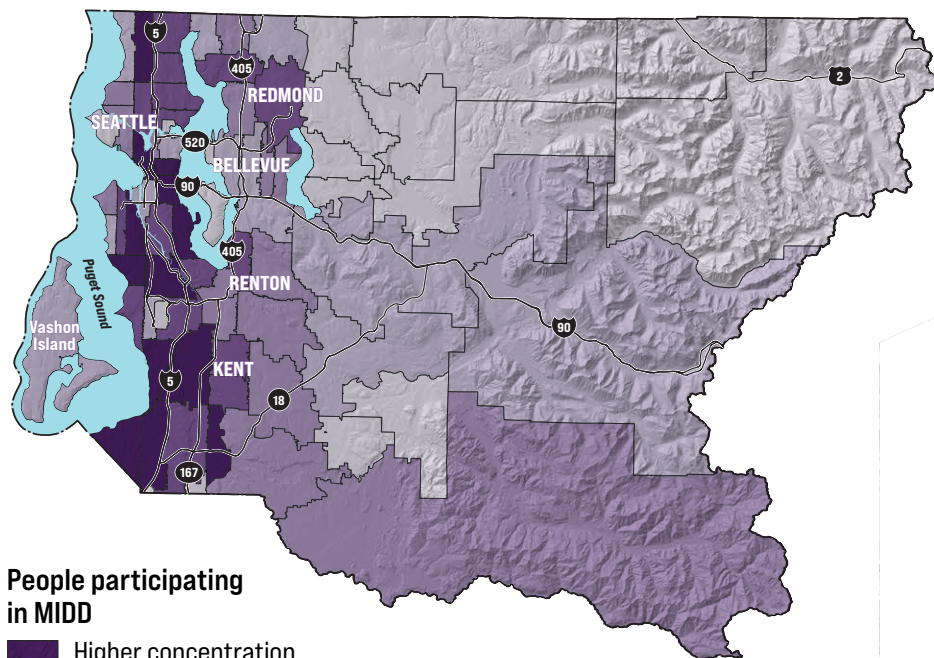 5
405
2
REDMOND
SEATTLE
520
BELLEVUE
90
405
RENTON
Puget Sound
Vashon
Island
90
KENT
5
18
167
People participating
in MIDD
Higher concentration